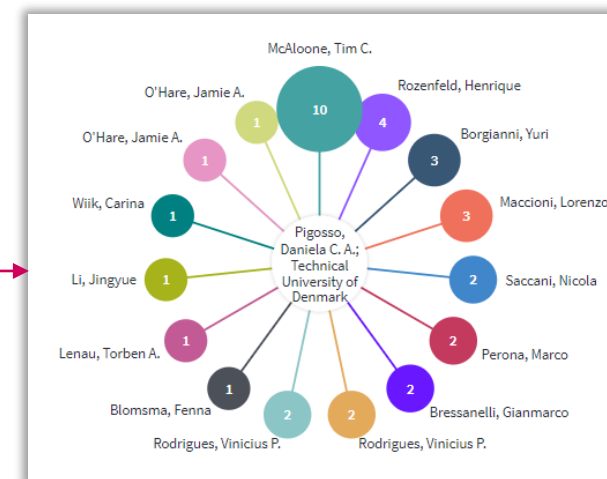 McAloone, Tim C.
10
Rozenfeld, Henrique
4
Borgianni, Yuri
3
Maccioni, Lorenzo
3
Saccani, Nicola
2
Perona, Marco
2
Bressanelli, Gianmarco
2
Rodrigues, Vinicius P.
2
Rodrigues, Vinicius P.
2
Blomsma, Fenna
1
Lenau, Torben A.
1
Li, Jingyue
1
Wiik, Carina
1
O'Hare, Jamie A.
1
O'Hare, Jamie A.
1
Pigosso,
Daniela C. A.;
Technical
University of
Denmark